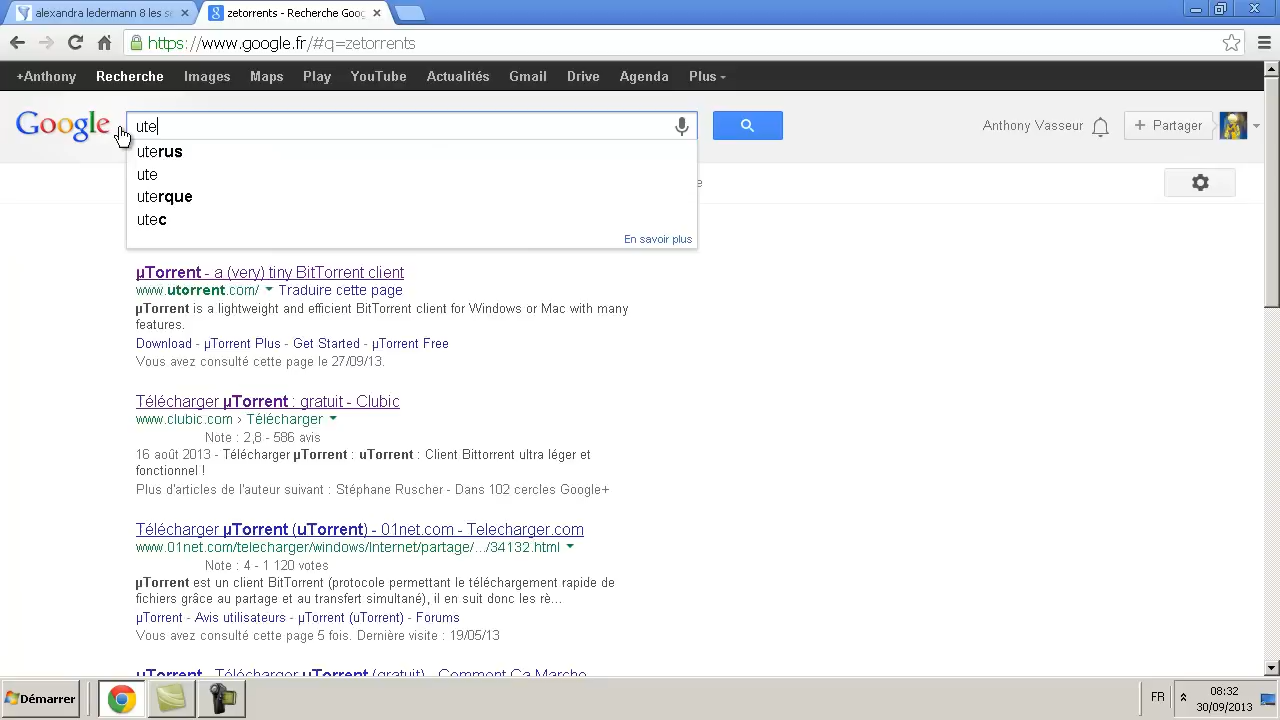 alexandra ledermann 8 les s
zetorrents - Recherche Goo
https://www.google.fr/#q=zetorrents
+Anthony Recherche Images Maps Play YouTube Actualités Gmail Drive Agenda Plus
Google
ute
Anthony Vasseur
+ Partager
uterus
ute
uterque
utec
En savoir plus
µTorrent - a (very) tiny BitTorrent client
www.utorrent.com/ Traduire cette page
µTorrent is a lightweight and efficient BitTorrent client for Windows or Mac with many
features.
Download - µTorrent Plus - Get Started - µTorrent Free
Vous avez consulté cette page le 27/09/13.
Télécharger µTorrent : gratuit - Clubic
www.clubic.com › Télécharger
Note : 2,8 - 586 avis
16 août 2013 - Télécharger µTorrent : uTorrent : Client Bittorrent ultra léger et
fonctionnel !
Plus d'articles de l'auteur suivant : Stéphane Ruscher - Dans 102 cercles Google+
Télécharger µTorrent (uTorrent) - 01net.com - Telecharger.com
www.01net.com/telecharger/windows/Internet/partage/.../34132.html
Note : 4 - 1 120 votes
µTorrent est un client BitTorrent (protocole permettant le téléchargement rapide de
fichiers grâce au partage et au transfert simultané), il en suit donc les rè...
µTorrent - Avis utilisateurs - µTorrent (uTorrent) - Forums
Vous avez consulté cette page 5 fois. Dernière visite : 19/05/13
µTorrent - Télécharger µTorrent (gratuit) - Comment Ça Marche
Démarrer
FR
08:32
30/09/2013